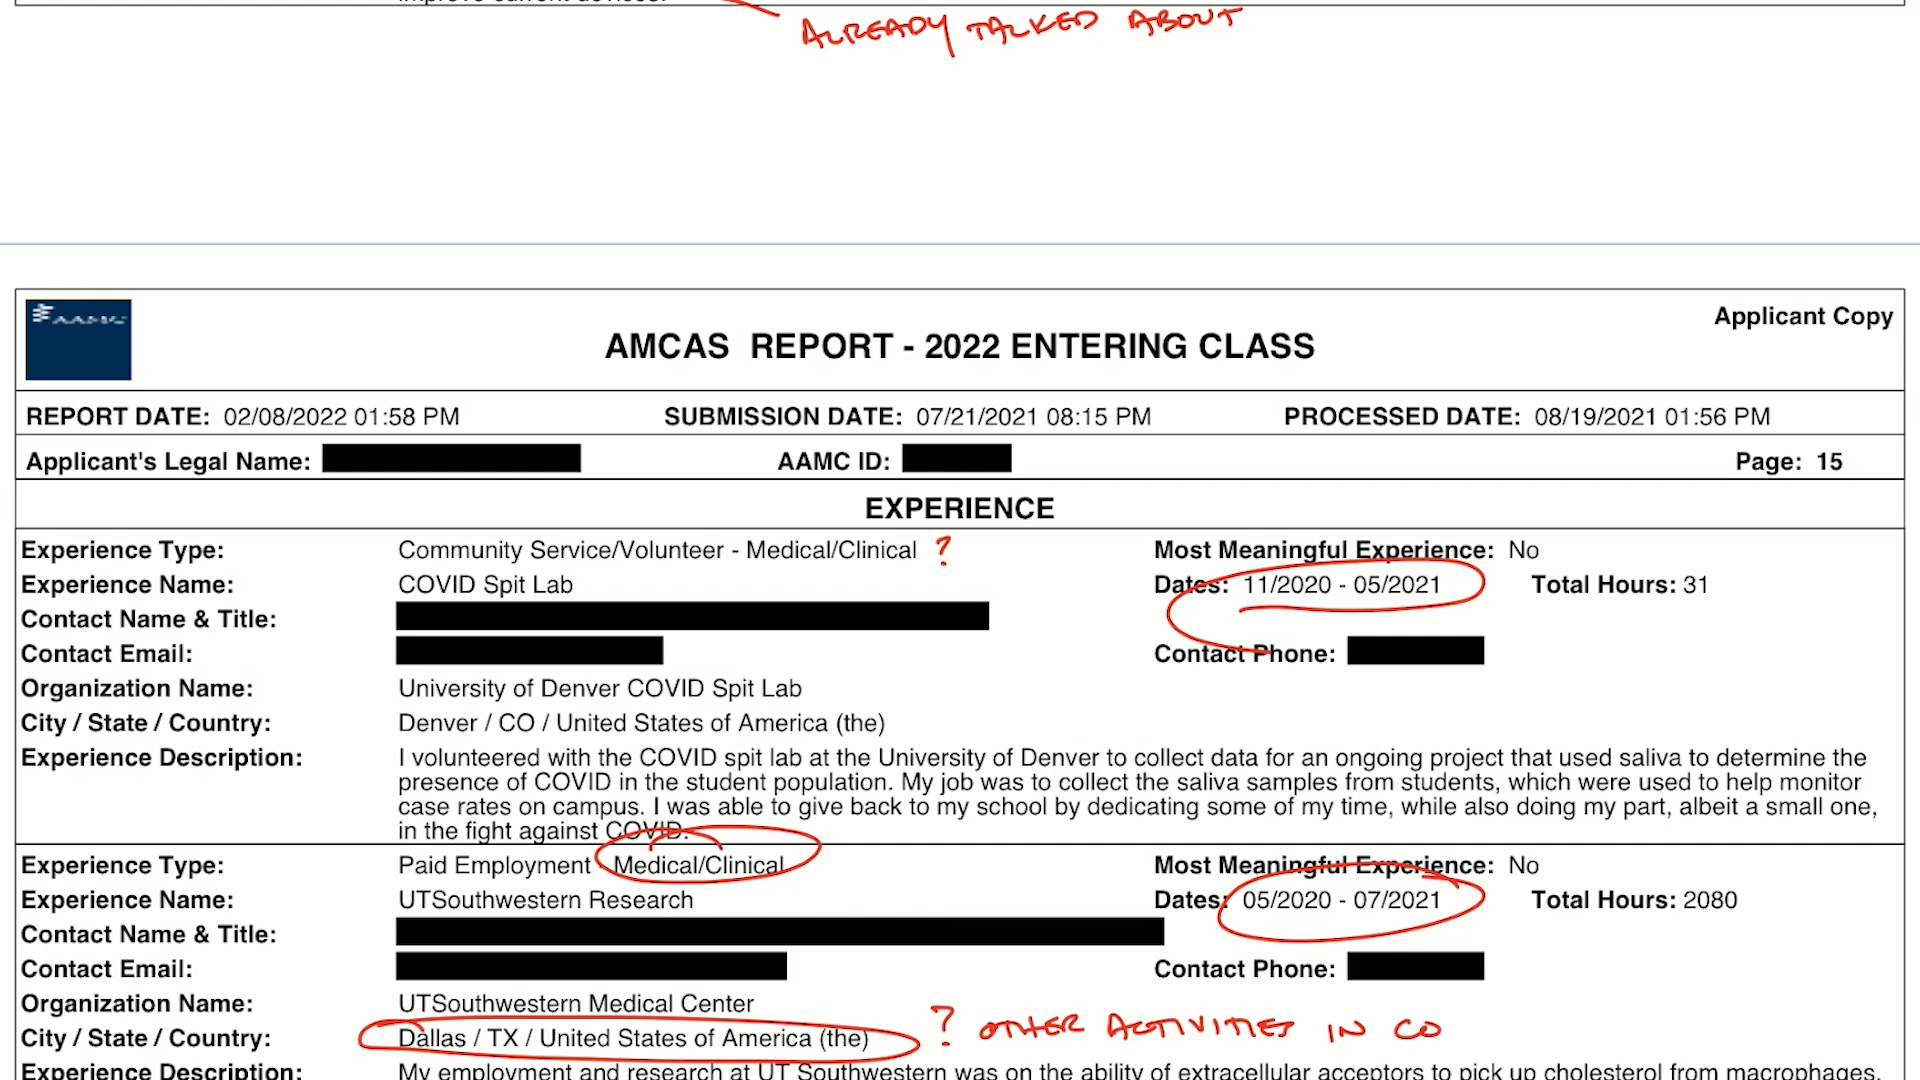 improve current devices.
ALREADY TALKED ABOUT
AAMC
Applicant Copy
AMCAS REPORT - 2022 ENTERING CLASS
REPORT DATE: 02/08/2022 01:58 PM SUBMISSION DATE: 07/21/2021 08:15 PM PROCESSED DATE: 08/19/2021 01:56 PM
Applicant's Legal Name: AAMC ID: Page: 15
EXPERIENCE
Experience Type: Community Service/Volunteer - Medical/Clinical ? Most Meaningful Experience: No
Experience Name: COVID Spit Lab Dates: 11/2020 - 05/2021 Total Hours: 31
Contact Name & Title:
Contact Email: Contact Phone:
Organization Name: University of Denver COVID Spit Lab
City / State / Country: Denver / CO / United States of America (the)
Experience Description: I volunteered with the COVID spit lab at the University of Denver to collect data for an ongoing project that used saliva to determine the
presence of COVID in the student population. My job was to collect the saliva samples from students, which were used to help monitor
case rates on campus. I was able to give back to my school by dedicating some of my time, while also doing my part, albeit a small one,
in the fight against COVID.
Experience Type: Paid Employment - Medical/Clinical Most Meaningful Experience: No
Experience Name: UTSouthwestern Research Dates: 05/2020 - 07/2021 Total Hours: 2080
Contact Name & Title:
Contact Email: Contact Phone:
Organization Name: UTSouthwestern Medical Center
City / State / Country: Dallas / TX / United States of America (the) ? OTHER ACTIVITIES IN CO
Experience Description: My employment and research at UT Southwestern was on the ability of extracellular acceptors to pick up cholesterol from macrophages.